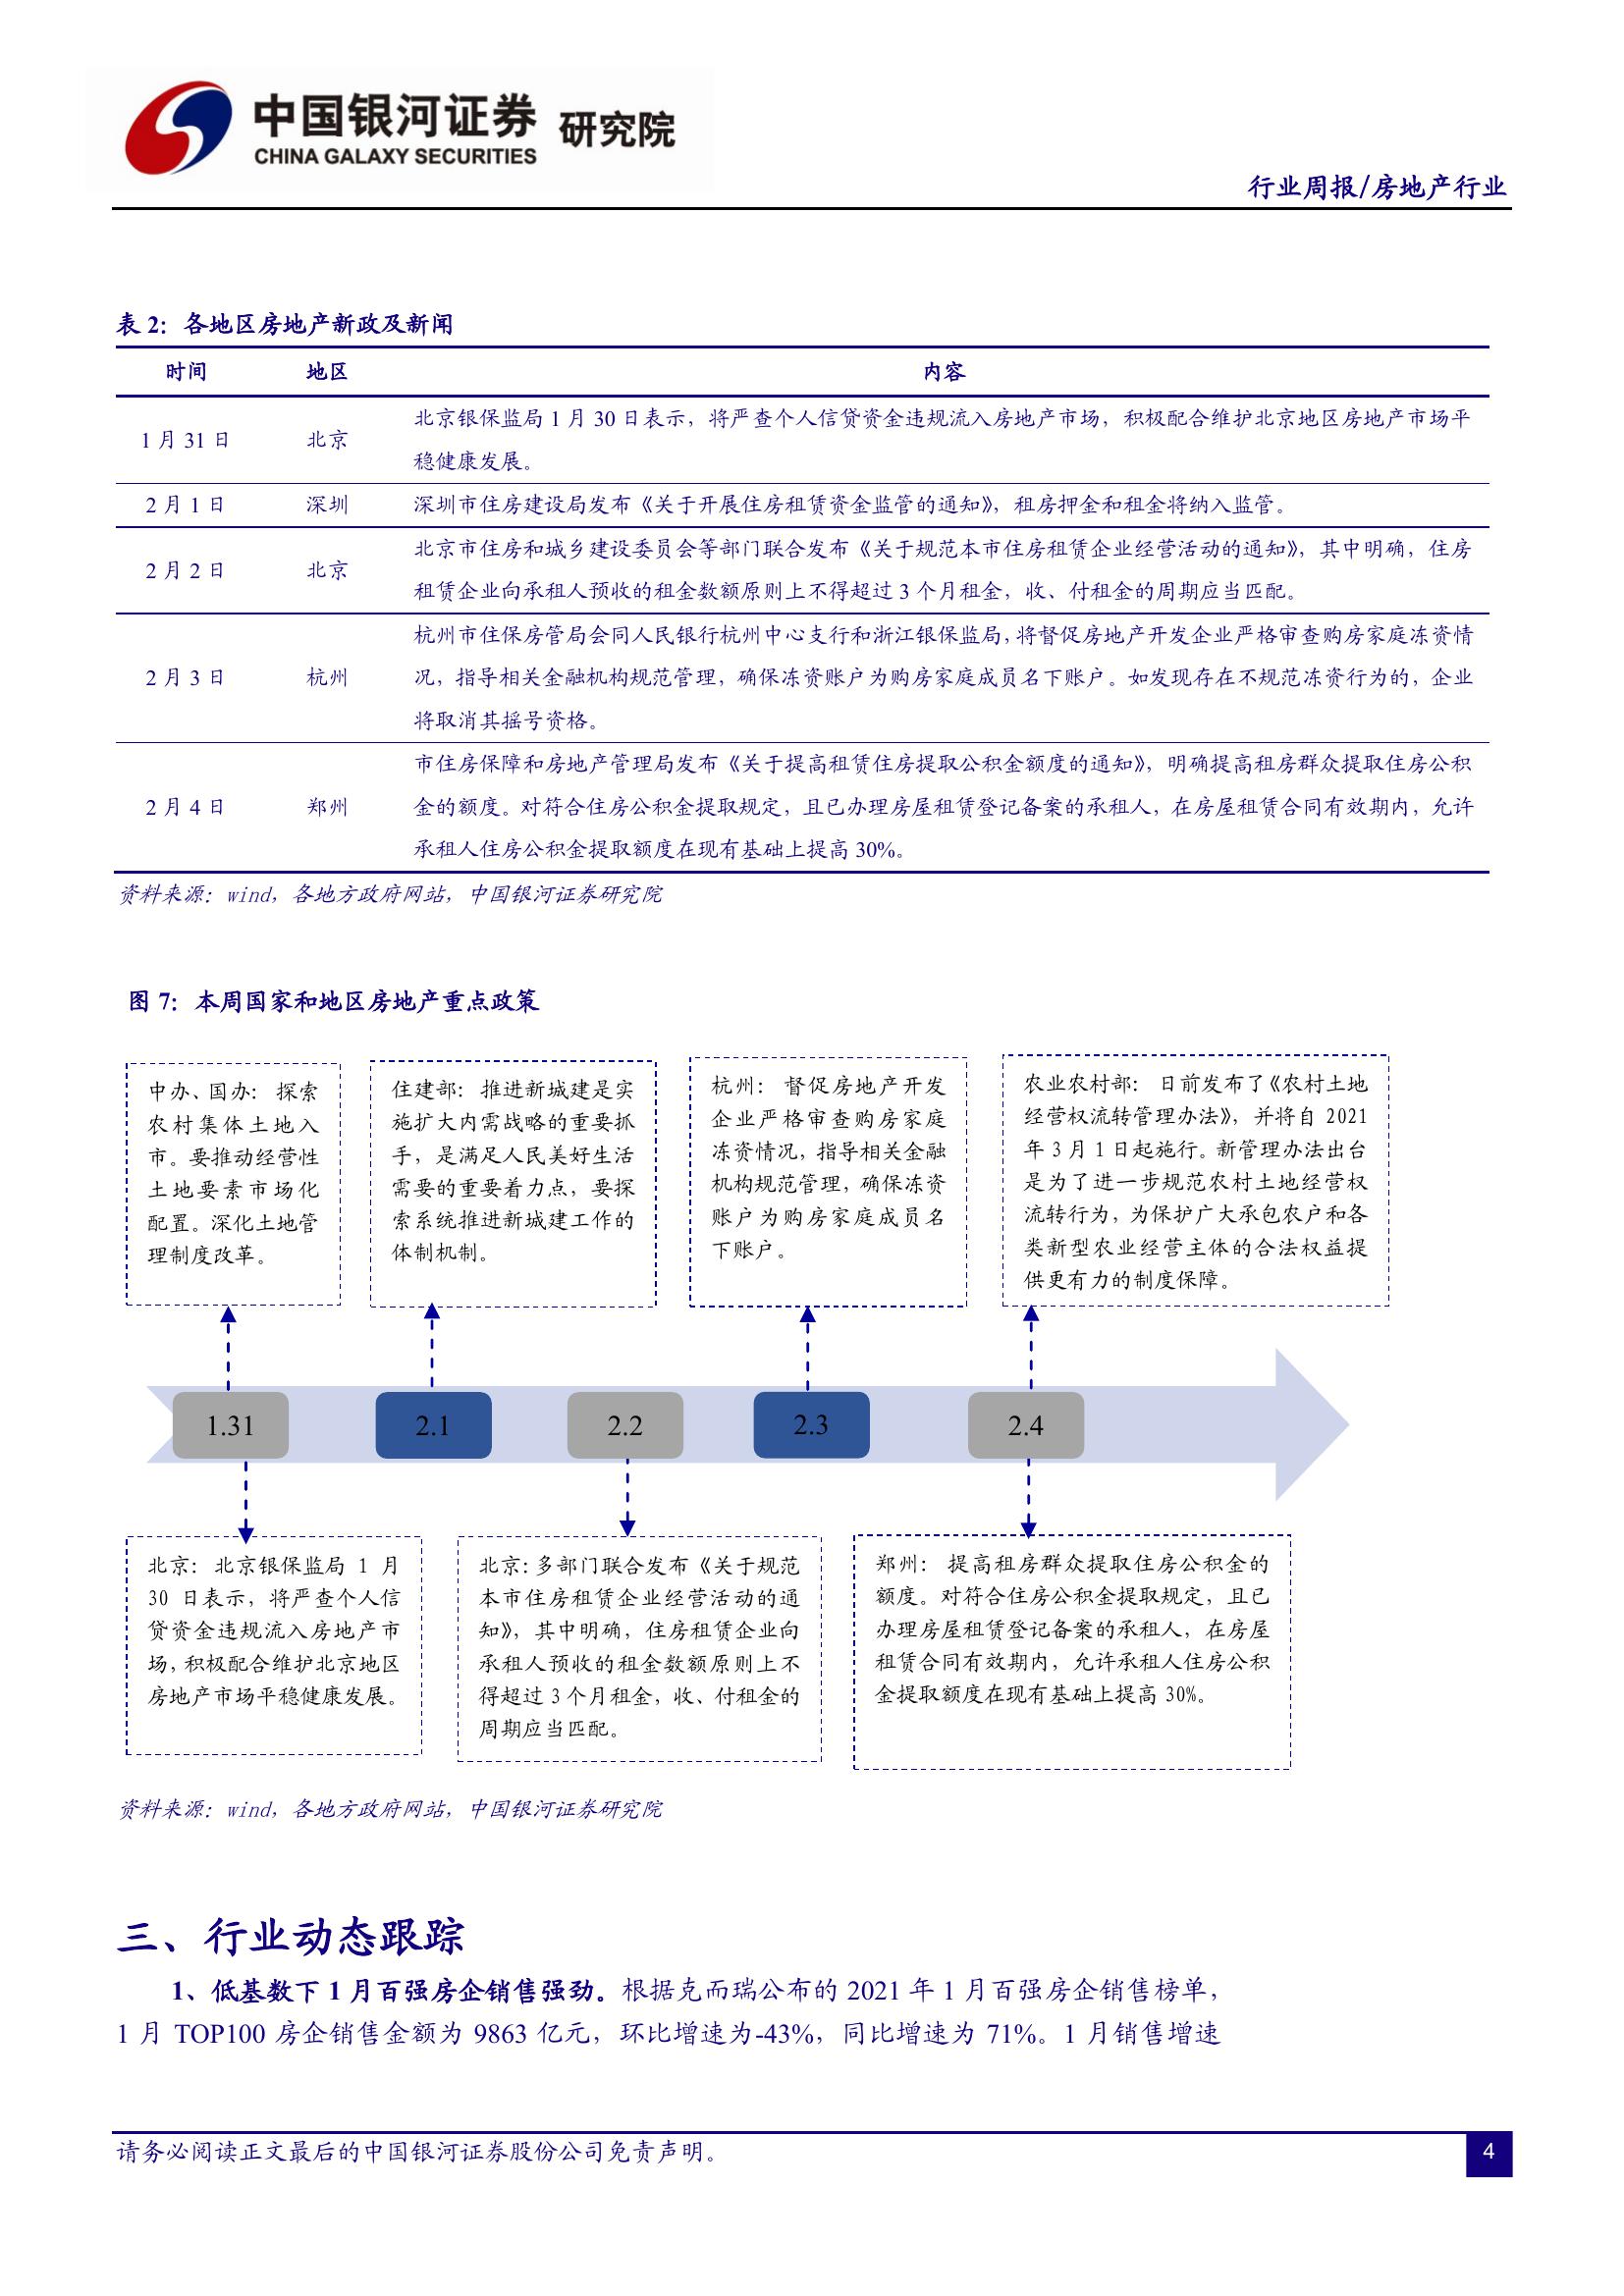 中国银河证券 研究院
CHINA GALAXY SECURITIES
行业周报/房地产行业
表 2：各地区房地产新政及新闻
时间 地区 内容
1 月 31 日 北京 北京银保监局 1 月 30 日表示，将严查个人信贷资金违规流入房地产市场，积极配合维护北京地区房地产市场平
稳健康发展。
2 月 1 日 深圳 深圳市住房建设局发布《关于开展住房租赁资金监管的通知》，租房押金和租金将纳入监管。
2 月 2 日 北京 北京市住房和城乡建设委员会等部门联合发布《关于规范本市住房租赁企业经营活动的通知》，其中明确，住房
租赁企业向承租人预收的租金数额原则上不得超过 3 个月租金，收、付租金的周期应当匹配。
2 月 3 日 杭州 杭州市住保房管局会同人民银行杭州中心支行和浙江银保监局，将督促房地产开发企业严格审查购房家庭冻资情
况，指导相关金融机构规范管理，确保冻资账户为购房家庭成员名下账户。如发现存在不规范冻资行为的，企业
将取消其摇号资格。
2 月 4 日 郑州 市住房保障和房地产管理局发布《关于提高租赁住房提取公积金额度的通知》，明确提高租房群众提取住房公积
金的额度。对符合住房公积金提取规定，且已办理房屋租赁登记备案的承租人，在房屋租赁合同有效期内，允许
承租人住房公积金提取额度在现有基础上提高 30%。
资料来源：wind，各地方政府网站，中国银河证券研究院
图 7：本周国家和地区房地产重点政策
中办、国办： 探索
农村集体土地入
市。要推动经营性
土地要素市场化
配置。深化土地管
理制度改革。
住建部：推进新城建是实
施扩大内需战略的重要抓
手，是满足人民美好生活
需要的重要着力点，要探
索系统推进新城建工作的
体制机制。
杭州： 督促房地产开发
企业严格审查购房家庭
冻资情况，指导相关金融
机构规范管理，确保冻资
账户为购房家庭成员名
下账户。
农业农村部： 日前发布了《农村土地
经营权流转管理办法》，并将自 2021
年 3 月 1 日起施行。新管理办法出台
是为了进一步规范农村土地经营权
流转行为，为保护广大承包农户和各
类新型农业经营主体的合法权益提
供更有力的制度保障。
1.31 2.1 2.2 2.3 2.4
北京：北京银保监局 1 月
30 日表示，将严查个人信
贷资金违规流入房地产市
场，积极配合维护北京地区
房地产市场平稳健康发展。
北京：多部门联合发布《关于规范
本市住房租赁企业经营活动的通
知》，其中明确，住房租赁企业向
承租人预收的租金数额原则上不
得超过 3 个月租金，收、付租金的
周期应当匹配。
郑州： 提高租房群众提取住房公积金的
额度。对符合住房公积金提取规定，且已
办理房屋租赁登记备案的承租人，在房屋
租赁合同有效期内，允许承租人住房公积
金提取额度在现有基础上提高 30%。
资料来源：wind，各地方政府网站，中国银河证券研究院
三、行业动态跟踪
1、低基数下 1 月百强房企销售强劲。根据克而瑞公布的 2021 年 1 月百强房企销售榜单，
1 月 TOP100 房企销售金额为 9863 亿元，环比增速为-43%，同比增速为 71%。1 月销售增速
请务必阅读正文最后的中国银河证券股份公司免责声明。
4